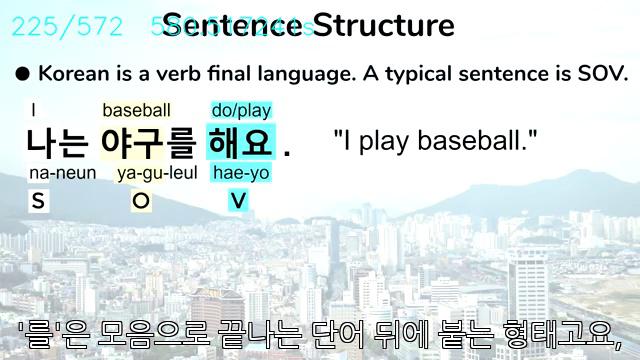 225/572
Sentence Structure
● Korean is a verb final language. A typical sentence is SOV.
I baseball do/play
나는 야구를 해요. "I play baseball."
na-neun ya-gu-leul hae-yo
S O V
'를'은 모음으로 끝나는 단어 뒤에 붙는 형태고요,